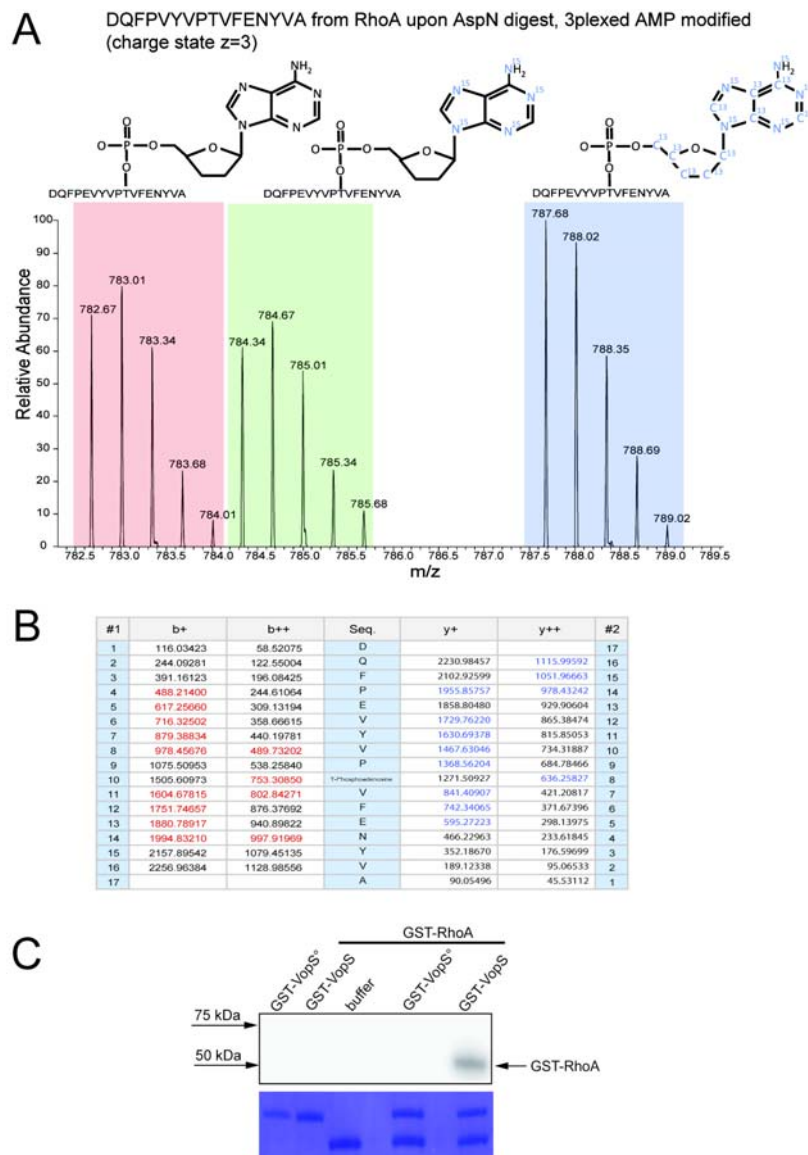 A
DQFPVYVPTVFENYVA from RhoA upon AspN digest, 3plexed AMP modified
(charge state z=3)
DQFPEVYVPTVFENYVA
DQFPEVYVPTVFENYVA
DQFPEVYVPTVFENYVA
Relative Abundance
100
90
80
70
60
50
40
30
20
10
0
782.67
783.01
783.34
783.68
784.01
784.34
784.67
785.01
785.34
785.68
787.68
788.02
788.35
788.69
789.02
782.5 783.0 783.5 784.0 784.5 785.0 785.5 786.0 786.5 787.0 787.5 788.0 788.5 789.0 789.5
m/z
B
#1 b+ b++ Seq. y+ y++ #2
1 116.03423 58.52075 D 17
2 244.09281 122.55004 Q 2230.98457 1115.99592 16
3 391.16123 196.08425 F 2102.92599 1051.96663 15
4 488.21400 244.61064 P 1955.85757 978.43242 14
5 617.25660 309.13194 E 1858.80480 929.90604 13
6 716.32502 358.66615 V 1729.76220 865.38474 12
7 879.38834 440.19781 Y 1630.69378 815.85053 11
8 978.45676 489.73202 V 1467.63046 734.31887 10
9 1075.50953 538.25840 P 1368.56204 684.78466 9
10 1505.60973 753.30850 T-Phosphoadenosine 1271.50927 636.25827 8
11 1604.67815 802.84271 V 841.40907 421.20817 7
12 1751.74657 876.37692 F 742.34065 371.67396 6
13 1880.78917 940.89822 E 595.27223 298.13975 5
14 1994.83210 997.91969 N 466.22963 233.61845 4
15 2157.89542 1079.45135 Y 352.18670 176.59699 3
16 2256.96384 1128.98556 V 189.12338 95.06533 2
17 A 90.05496 45.53112 1
C
GST-RhoA
GST-VopS°
GST-VopS
buffer
GST-VopS°
GST-VopS
75 kDa
50 kDa
GST-RhoA